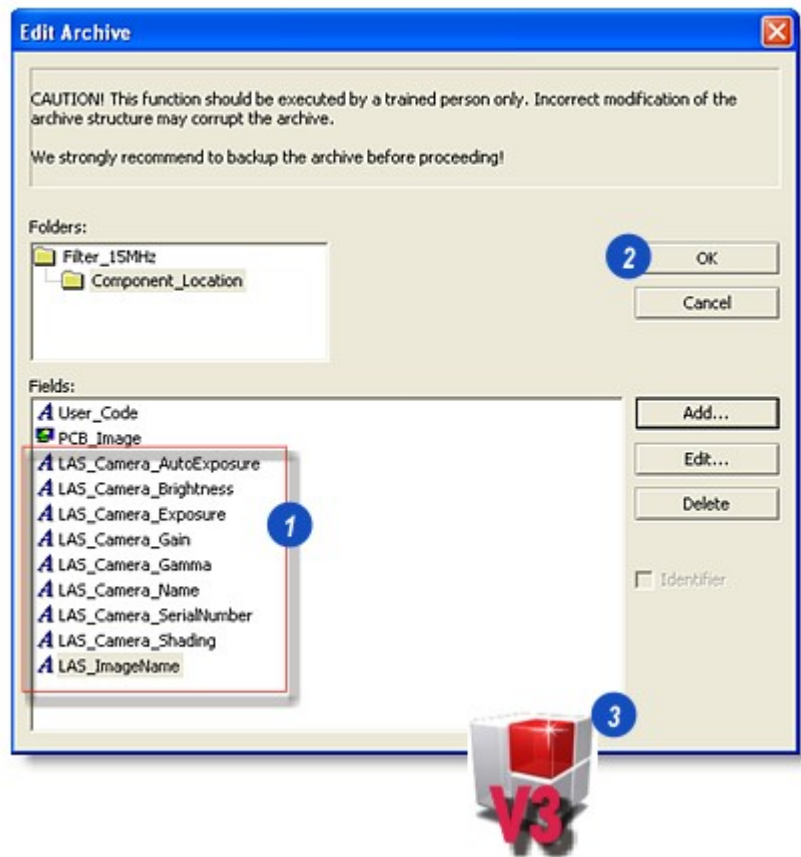 Edit Archive
CAUTION! This function should be executed by a trained person only. Incorrect modification of the
archive structure may corrupt the archive.
We strongly recommend to backup the archive before proceeding!
Folders:
Filter_15MHz
Component_Location
2
OK
Cancel
Fields:
User_Code
PCB_Image
LAS_Camera_AutoExposure
LAS_Camera_Brightness
LAS_Camera_Exposure
LAS_Camera_Gain
LAS_Camera_Gamma
LAS_Camera_Name
LAS_Camera_SerialNumber
LAS_Camera_Shading
LAS_ImageName
1
Add...
Edit...
Delete
Identifier
3
V3